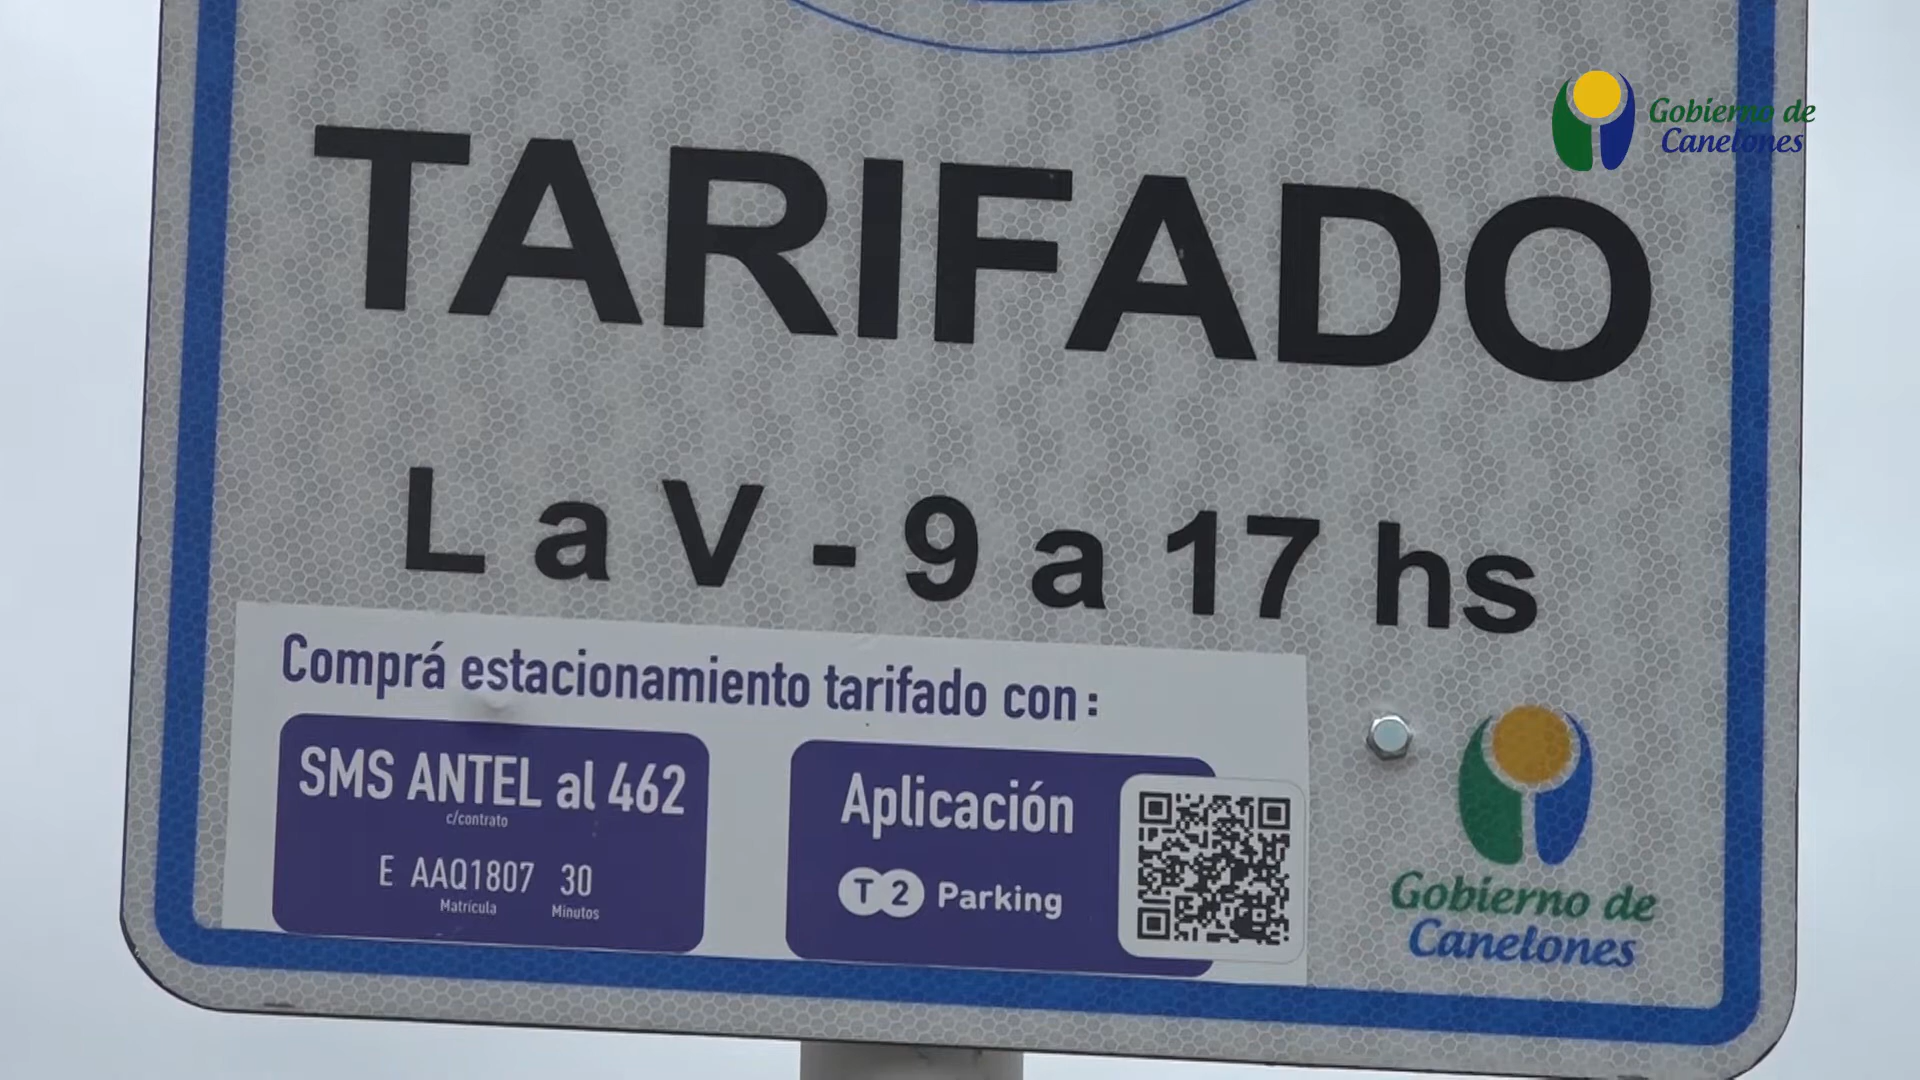 Gobierno de
Canelones
TARIFADO
L a V - 9 a 17 hs
Comprá estacionamiento tarifado con:
SMS ANTEL al 462
c/contrato
E AAQ1807 30
Matrícula Minutos
Aplicación
T2 Parking
Gobierno de
Canelones